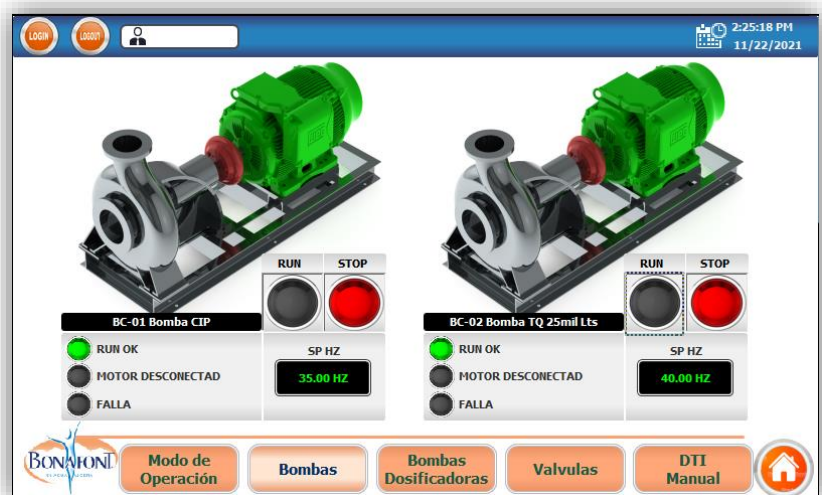 LOGIN
LOGOUT
2:25:18 PM
11/22/2021
RUN STOP
BC-01 Bomba CIP
RUN OK
MOTOR DESCONECTAD
FALLA
SP HZ
35.00 HZ
RUN STOP
BC-02 Bomba TQ 25mil Lts
RUN OK
MOTOR DESCONECTAD
FALLA
SP HZ
40.00 HZ
BONAFONT
Modo de
Operación
Bombas
Bombas
Dosificadoras
Valvulas
DTI
Manual